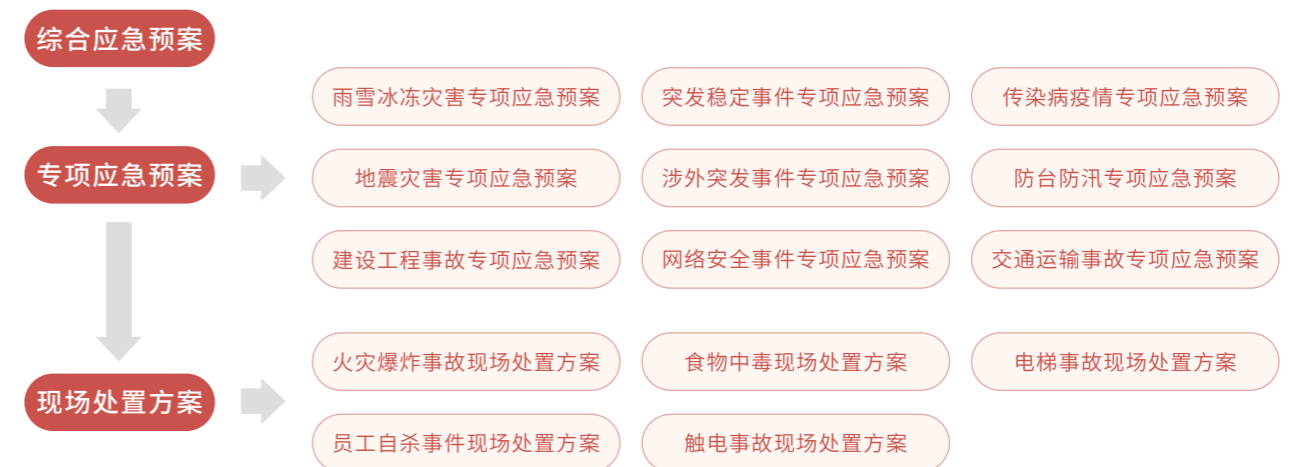 综合应急预案
雨雪冰冻灾害专项应急预案
突发稳定事件专项应急预案
传染病疫情专项应急预案
专项应急预案
地震灾害专项应急预案
涉外突发事件专项应急预案
防台防汛专项应急预案
建设工程事故专项应急预案
网络安全事件专项应急预案
交通运输事故专项应急预案
火灾爆炸事故现场处置方案
食物中毒现场处置方案
电梯事故现场处置方案
现场处置方案
员工自杀事件现场处置方案
触电事故现场处置方案